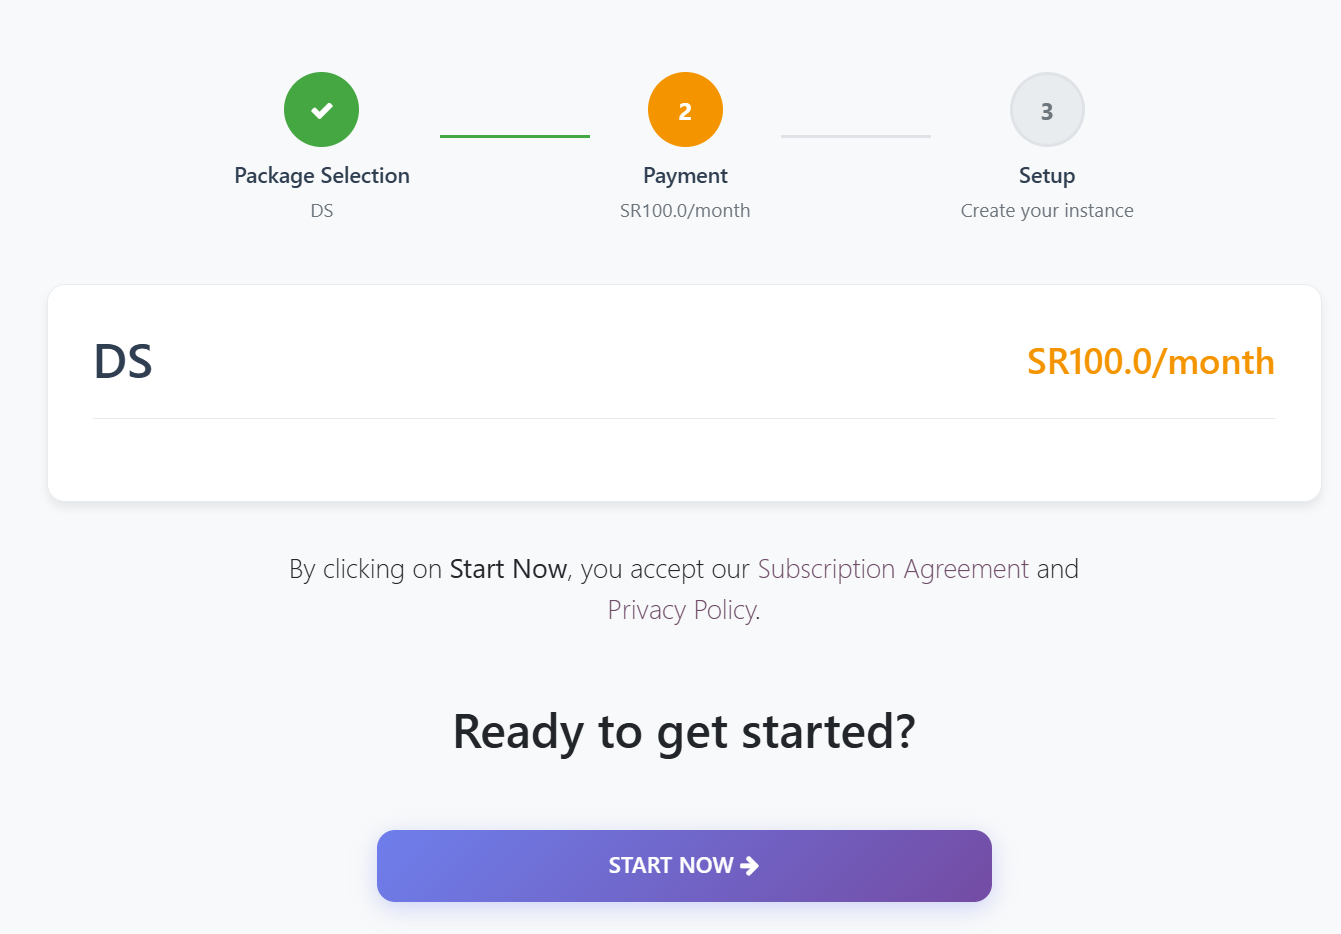 2
3
Package Selection
Payment
Setup
DS
SR100.0/month
Create your instance
DS
SR100.0/month
By clicking on Start Now, you accept our Subscription Agreement and
Privacy Policy.
Ready to get started?
START NOW